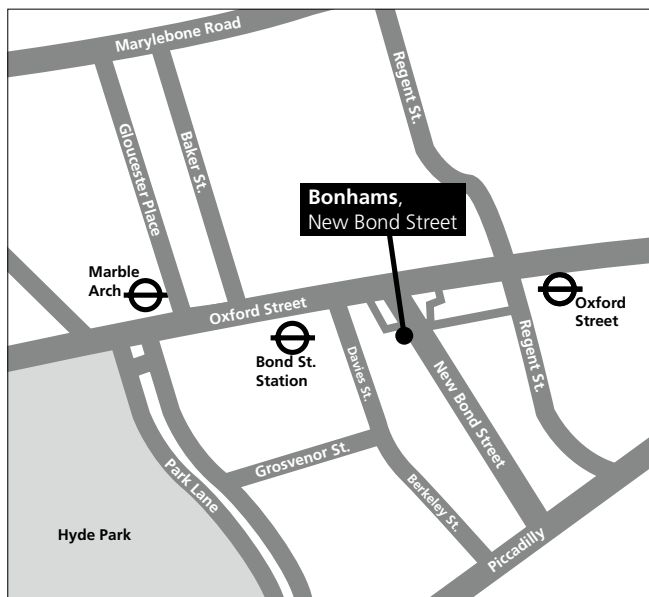 Marylebone Road
Regent St.
Gloucester Place
Baker St.
Bonhams,
New Bond Street
Marble
Arch
Oxford Street
Oxford
Street
Bond St.
Station
Davies St.
Regent St.
New Bond Street
Grosvenor St.
Park Lane
Berkeley St.
Hyde Park
Piccadilly